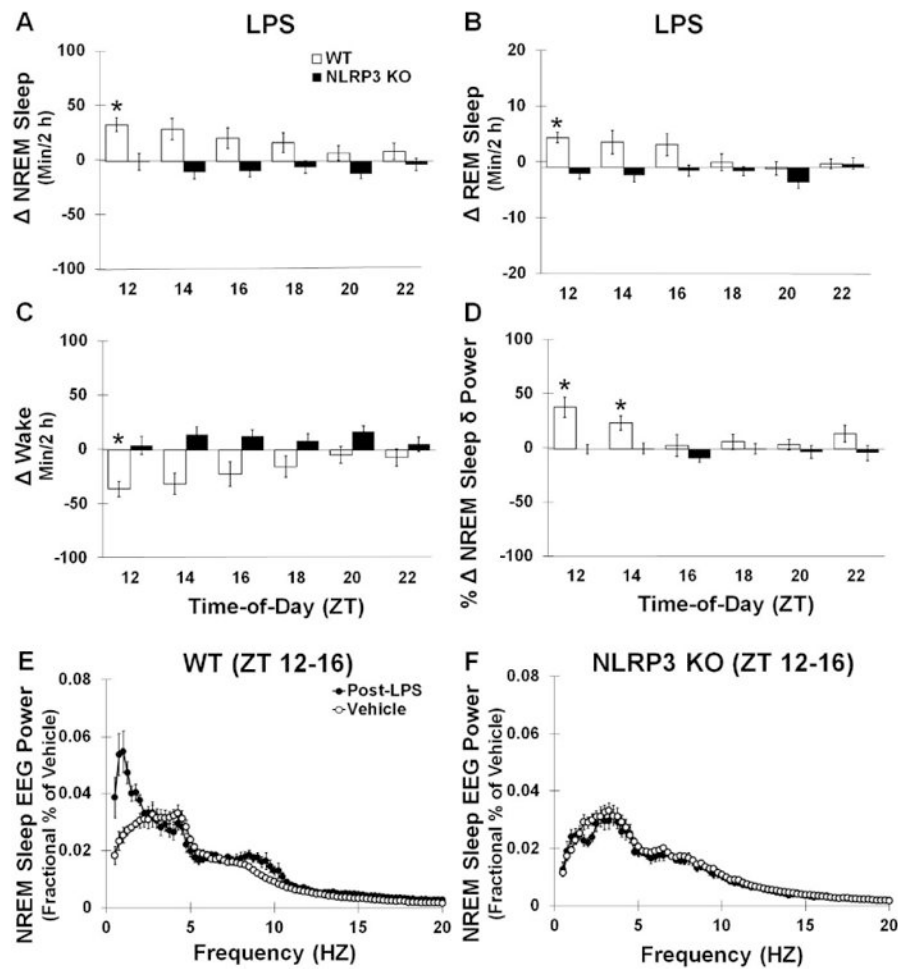 A
LPS
Δ NREM Sleep
(Min/2 h)
100
50
0
-50
-100
WT
NLRP3 KO
*
12 14 16 18 20 22
B
LPS
Δ REM Sleep
(Min/2 h)
20
10
0
-10
-20
*
12 14 16 18 20 22
C
Δ Wake
Min/2 h)
100
50
0
-50
-100
*
12 14 16 18 20 22
Time-of-Day (ZT)
D
% Δ NREM Sleep δ Power
100
50
0
-50
-100
* *
12 14 16 18 20 22
Time-of-Day (ZT)
E
WT (ZT 12-16)
NREM Sleep EEG Power
(Fractional % of Vehicle)
0.08
0.06
0.04
0.02
0
Post-LPS
Vehicle
0 5 10 15 20
Frequency (HZ)
F
NLRP3 KO (ZT 12-16)
NREM Sleep EEG Power
(Fractional % of Vehicle)
0.08
0.06
0.04
0.02
0
0 5 10 15 20
Frequency (HZ)